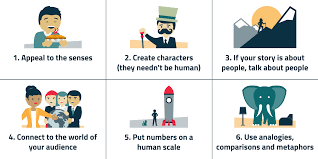 1. Appeal to the senses
2. Create characters
(they needn't be human)
3. If your story is about
people, talk about people
4. Connect to the world of
your audience
5. Put numbers on a
human scale
6. Use analogies,
comparisons and metaphors